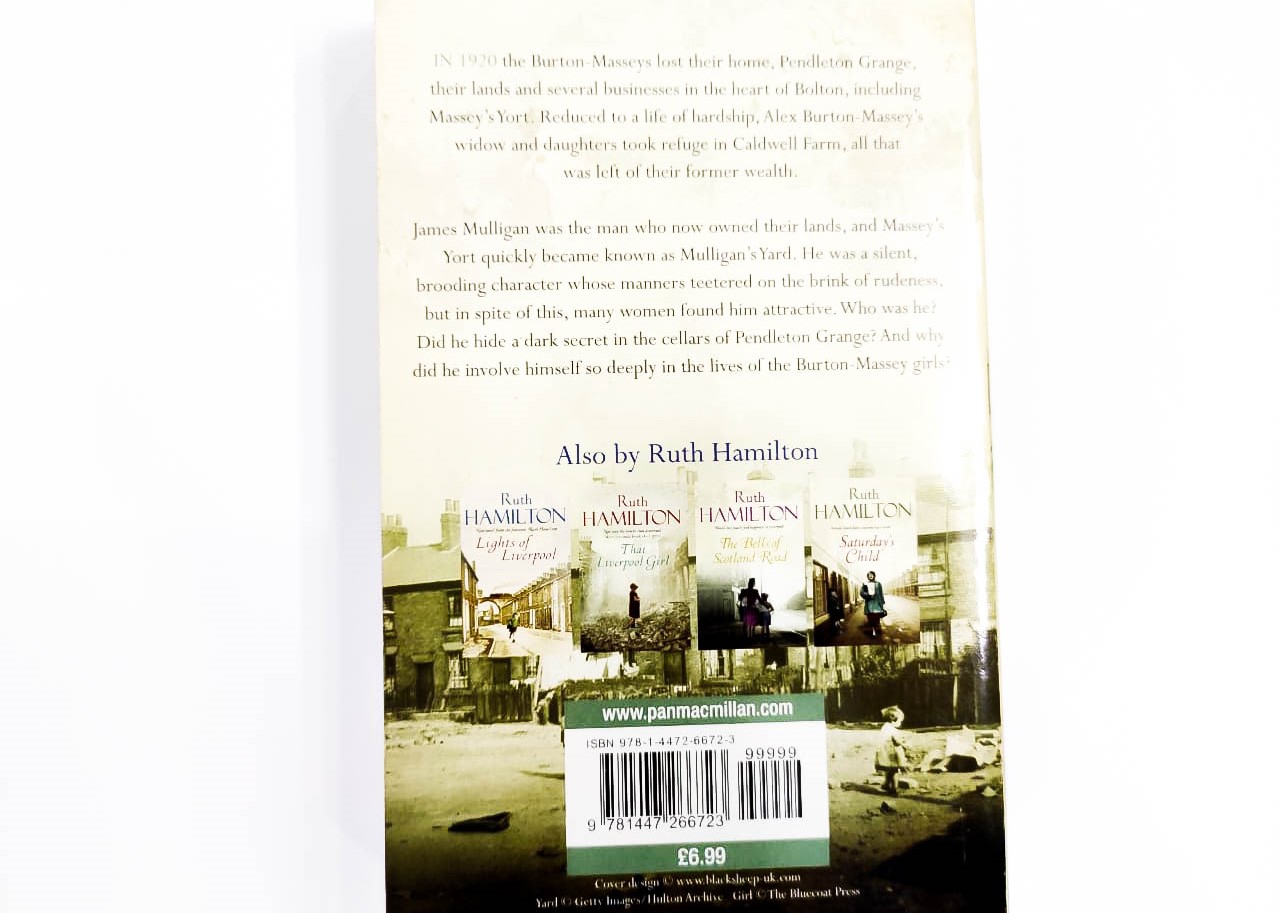 IN 1920 the Burton-Masseys lost their home, Pendleton Grange,
their lands and several businesses in the heart of Bolton, including
Massey's Yort. Reduced to a life of hardship, Alex Burton-Massey's
widow and daughters took refuge in Caldwell Farm, all that
was left of their former wealth.
James Mulligan was the man who now owned their lands, and Massey's
Yort quickly became known as Mulligan's Yard. He was a silent,
brooding character whose manners teetered on the brink of rudeness,
but in spite of this, many women found him attractive. Who was he?
Did he hide a dark secret in the cellars of Pendleton Grange? And why
did he involve himself so deeply in the lives of the Burton-Massey girls?
Also by Ruth Hamilton
Ruth
HAMILTON
Lights of
Liverpool
Ruth
HAMILTON
That
Liverpool Girl
Ruth
HAMILTON
The Bells of
Scotland Road
Ruth
HAMILTON
Saturday's
Child
www.panmacmillan.com
ISBN 978-1-4472-6672-3
99999
9 781447 266723
£6.99
Cover design © www.blacksheep-uk.com
Yard © Getty Images/Hulton Archive Girl © The Bluecoat Press